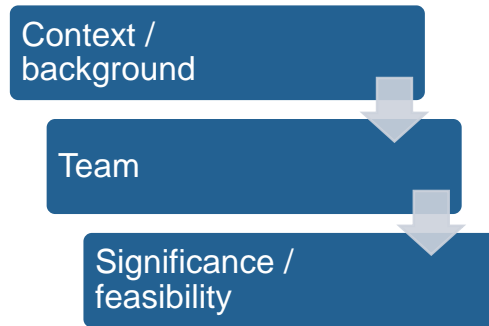 Context /
background
Team
Significance /
feasibility